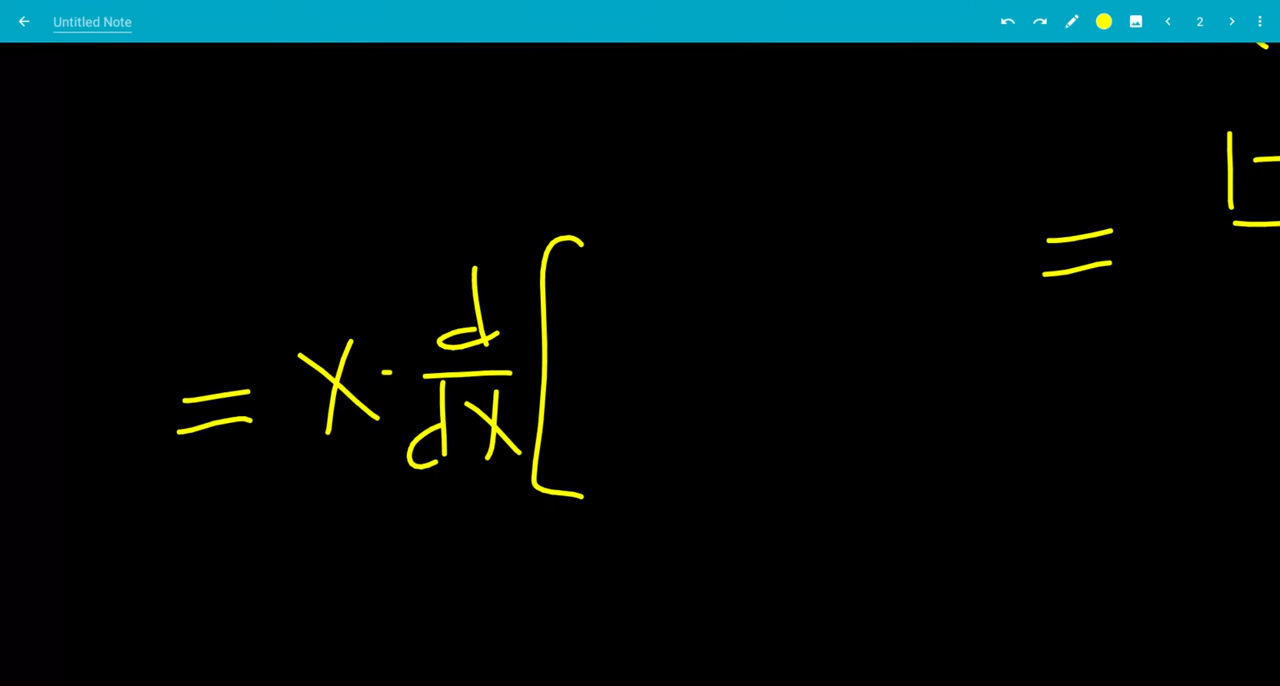 Untitled Note
2
=
= x · d/dx [